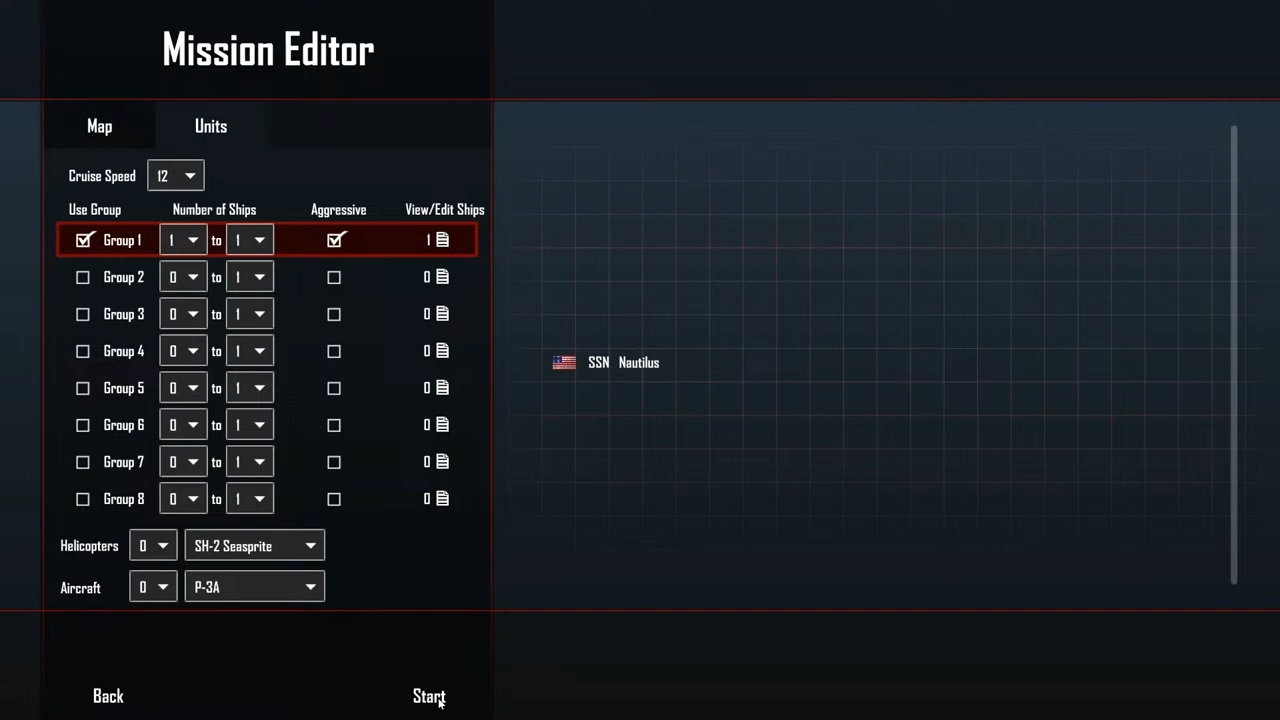 Mission Editor
Map Units
Cruise Speed 12
Use Group Number of Ships Aggressive View/Edit Ships
Group 1 1 to 1 1
Group 2 0 to 1 0
Group 3 0 to 1 0
Group 4 0 to 1 0
Group 5 0 to 1 0
Group 6 0 to 1 0
Group 7 0 to 1 0
Group 8 0 to 1 0
SSN Nautilus
Helicopters 0 SH-2 Seasprite
Aircraft 0 P-3A
Back Start